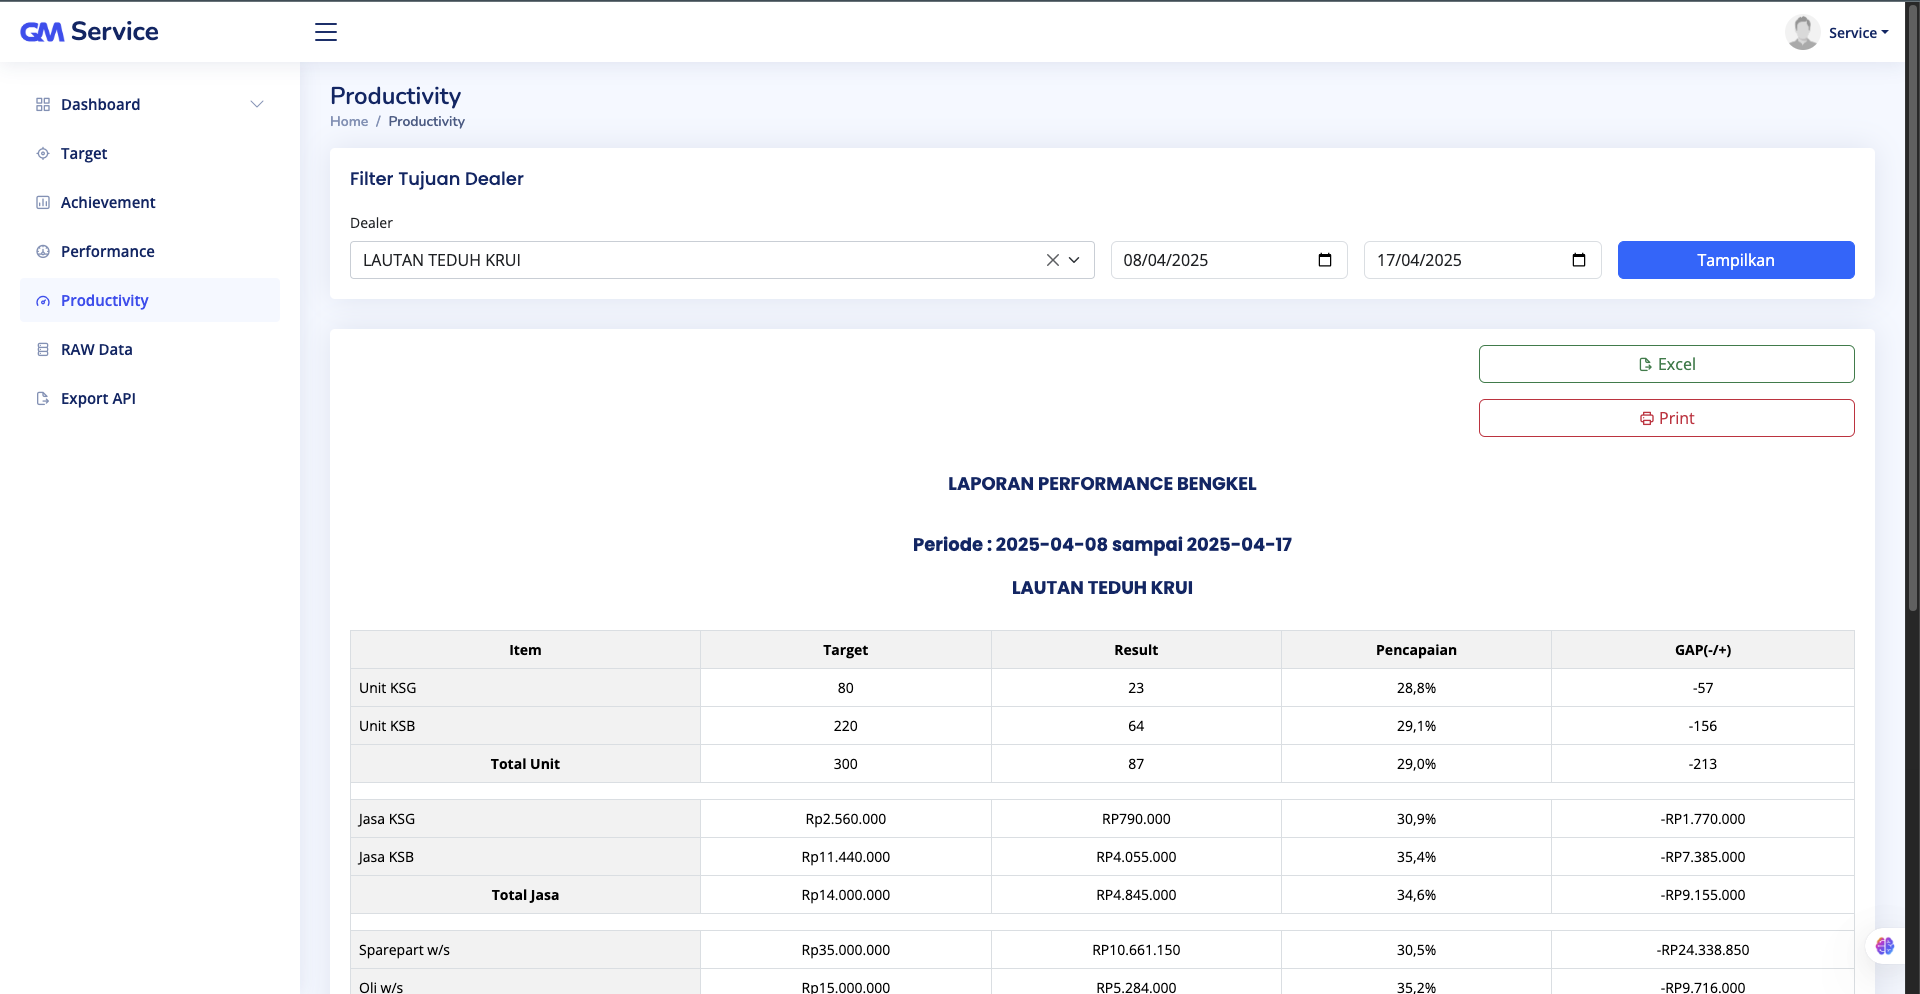 GM Service
Service
Dashboard
Target
Achievement
Performance
Productivity
RAW Data
Export API
Productivity
Home / Productivity
Filter Tujuan Dealer
Dealer
LAUTAN TEDUH KRUI
08/04/2025
17/04/2025
Tampilkan
Excel
Print
LAPORAN PERFORMANCE BENGKEL
Periode : 2025-04-08 sampai 2025-04-17
LAUTAN TEDUH KRUI
Item Target Result Pencapaian GAP(-/+)
Unit KSG 80 23 28,8% -57
Unit KSB 220 64 29,1% -156
Total Unit 300 87 29,0% -213
Jasa KSG Rp2.560.000 RP790.000 30,9% -RP1.770.000
Jasa KSB Rp11.440.000 RP4.055.000 35,4% -RP7.385.000
Total Jasa Rp14.000.000 RP4.845.000 34,6% -RP9.155.000
Sparepart w/s Rp35.000.000 RP10.661.150 30,5% -RP24.338.850
Oli w/s Rp15.000.000 RP5.284.000 35,2% -RP9.716.000